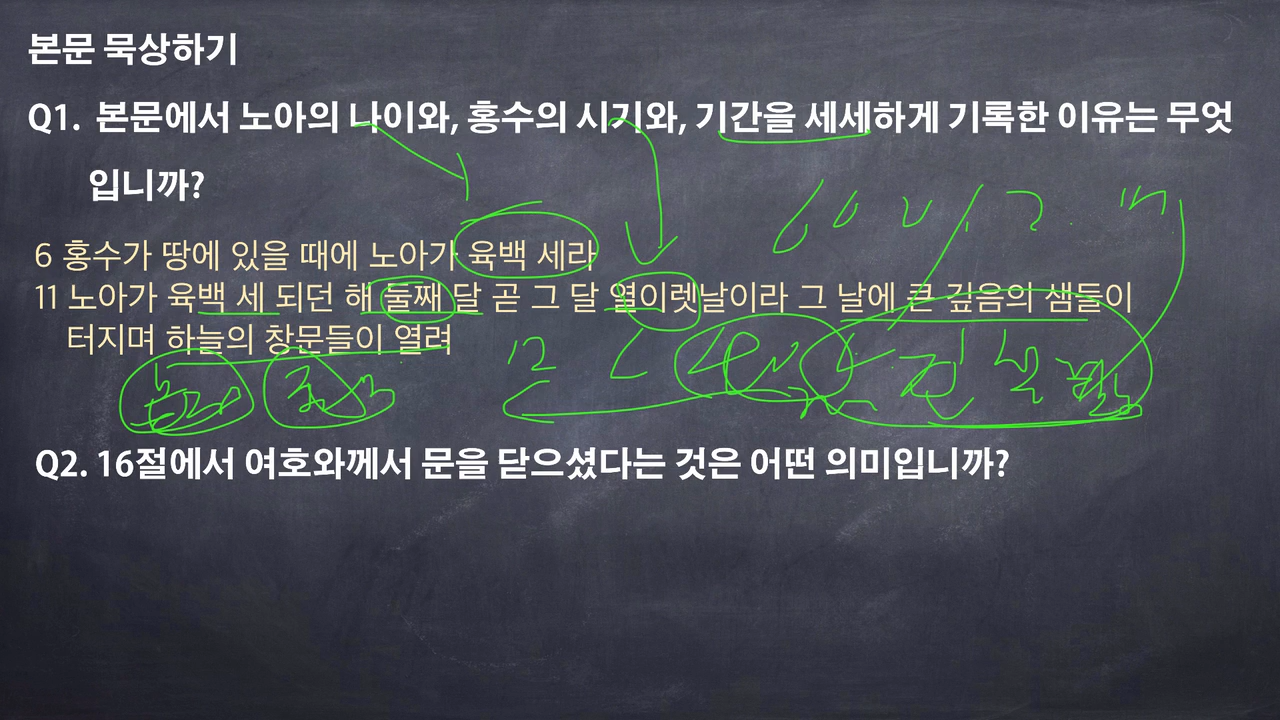 본문 묵상하기
Q1. 본문에서 노아의 나이와, 홍수의 시기와, 기간을 세세하게 기록한 이유는 무엇
입니까?
6 홍수가 땅에 있을 때에 노아가 육백 세라
11 노아가 육백 세 되던 해 둘째 달 곧 그 달 열이렛날이라 그 날에 큰 깊음의 샘들이
터지며 하늘의 창문들이 열려
Q2. 16절에서 여호와께서 문을 닫으셨다는 것은 어떤 의미입니까?